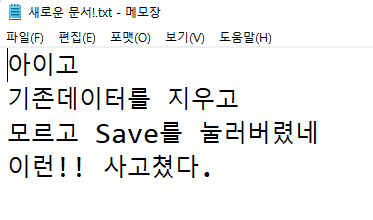 새로운 문서!.txt - 메모장
파일(F) 편집(E) 포맷(O) 보기(V) 도움말(H)
아이고
기존데이터를 지우고
모르고 Save를 눌러버렸네
이런!! 사고쳤다.